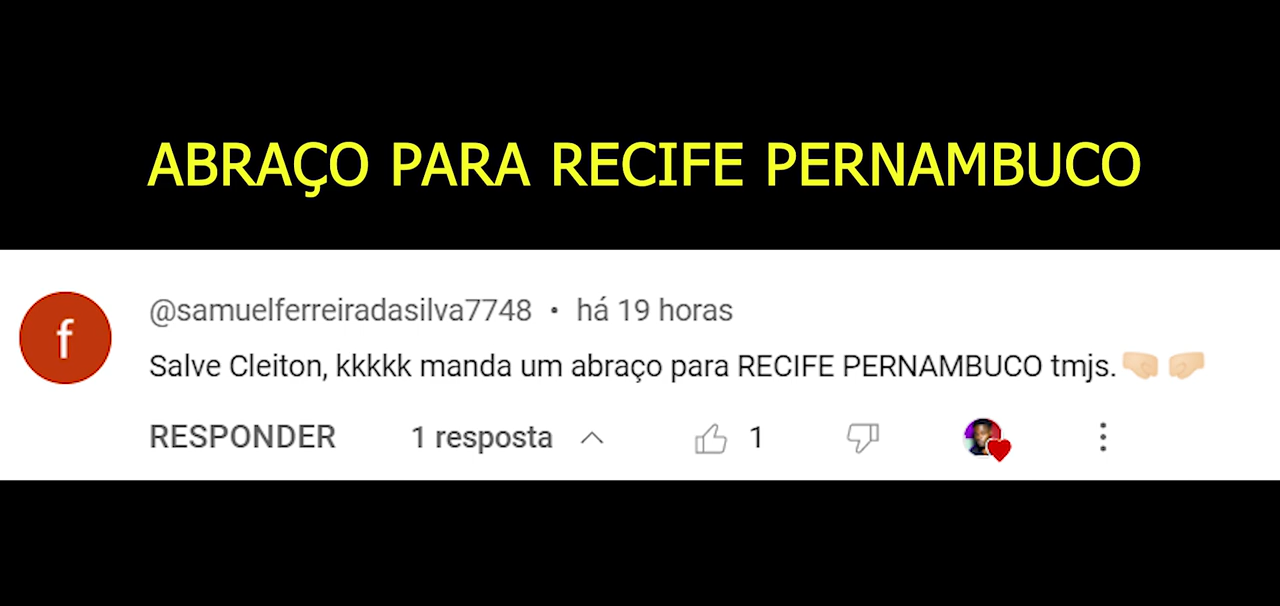 ABRAÇO PARA RECIFE PERNAMBUCO
f
@samuelferreiradasilva7748 • há 19 horas
Salve Cleiton, kkkkk manda um abraço para RECIFE PERNAMBUCO tmjs.🤜🏻🤛🏻
RESPONDER 1 resposta 1